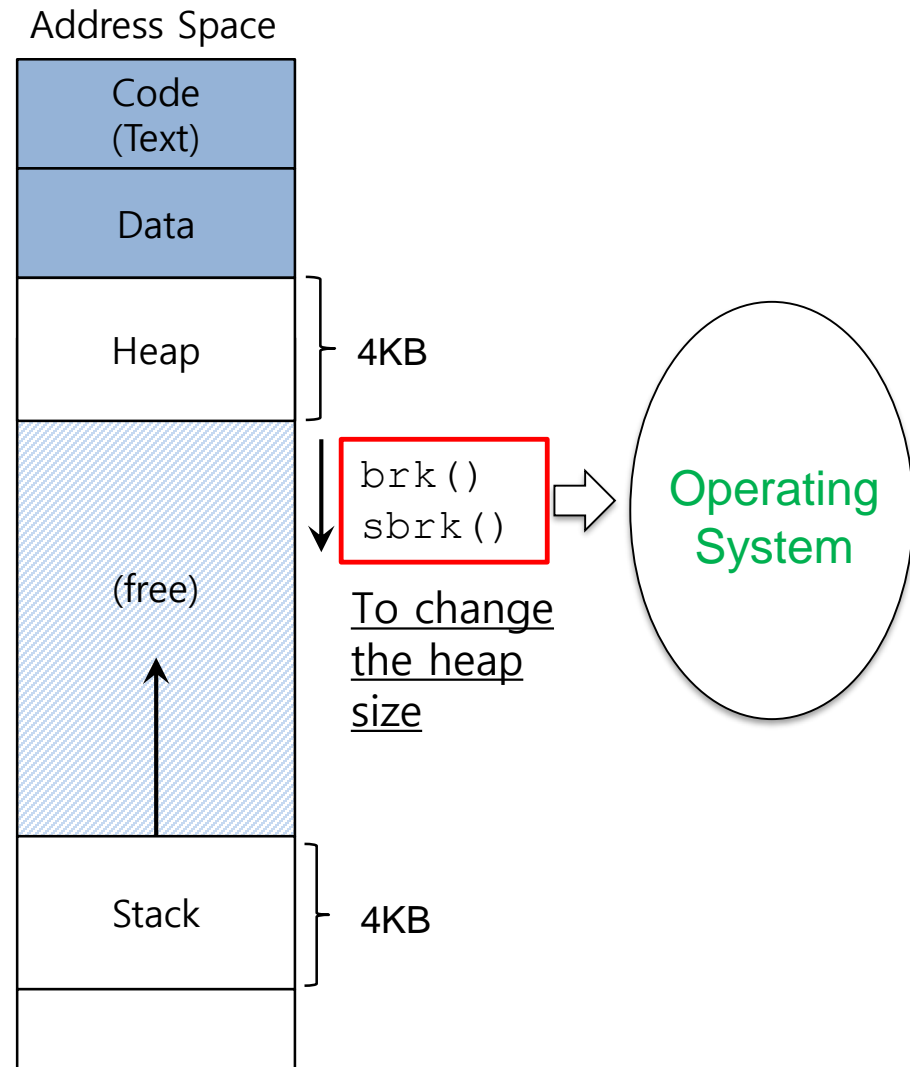 Address Space
Code
(Text)
Data
Heap
4KB
brk()
sbrk()
Operating
System
(free)
To change
the heap
size
Stack
4KB